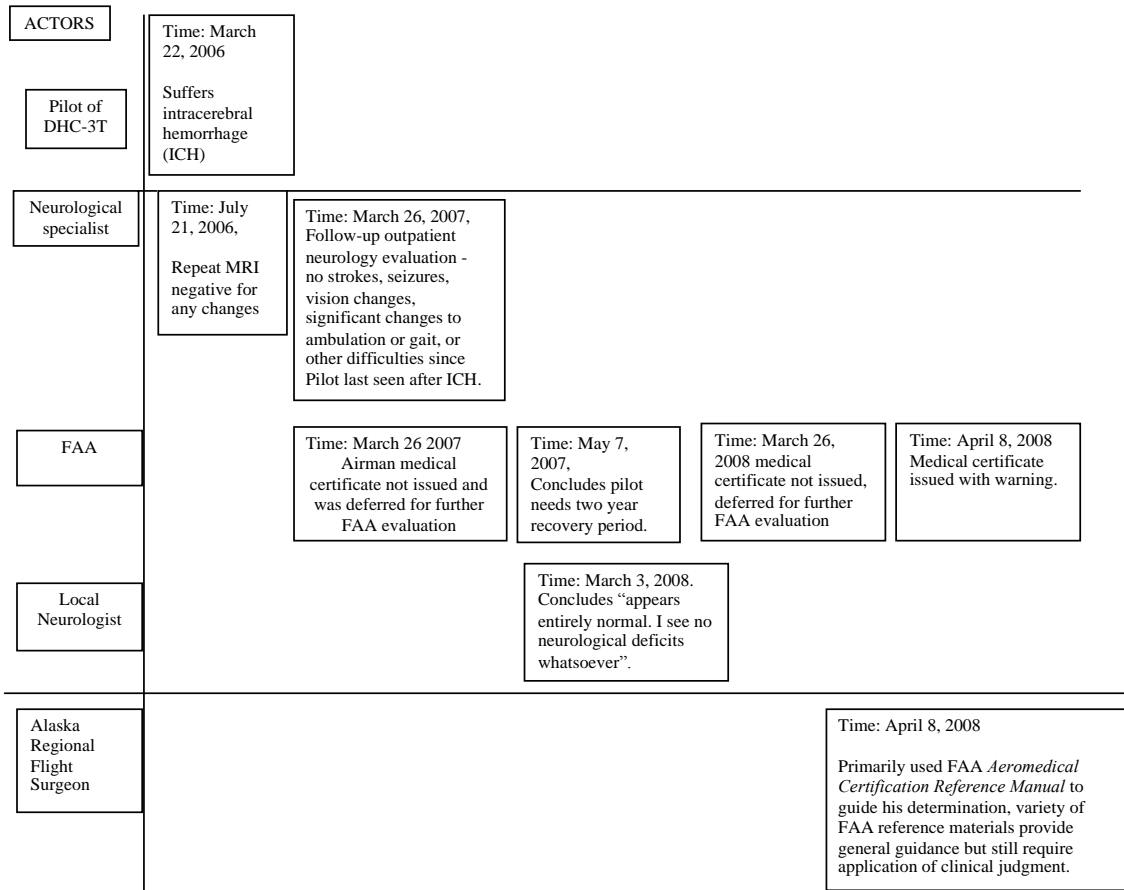 ACTORS
Time: March
22, 2006
Suffers
intracerebral
hemorrhage
(ICH)
Pilot of
DHC-3T
Neurological
specialist
Time: July
21, 2006,
Repeat MRI
negative for
any changes
Time: March 26, 2007,
Follow-up outpatient
neurology evaluation -
no strokes, seizures,
vision changes,
significant changes to
ambulation or gait, or
other difficulties since
Pilot last seen after ICH.
FAA
Time: March 26 2007
Airman medical
certificate not issued and
was deferred for further
FAA evaluation
Time: May 7,
2007,
Concludes pilot
needs two year
recovery period.
Time: March 26,
2008 medical
certificate not issued,
deferred for further
FAA evaluation
Time: April 8, 2008
Medical certificate
issued with warning.
Local
Neurologist
Time: March 3, 2008.
Concludes “appears
entirely normal. I see no
neurological deficits
whatsoever”.
Alaska
Regional
Flight
Surgeon
Time: April 8, 2008
Primarily used FAA Aeromedical
Certification Reference Manual to
guide his determination, variety of
FAA reference materials provide
general guidance but still require
application of clinical judgment.